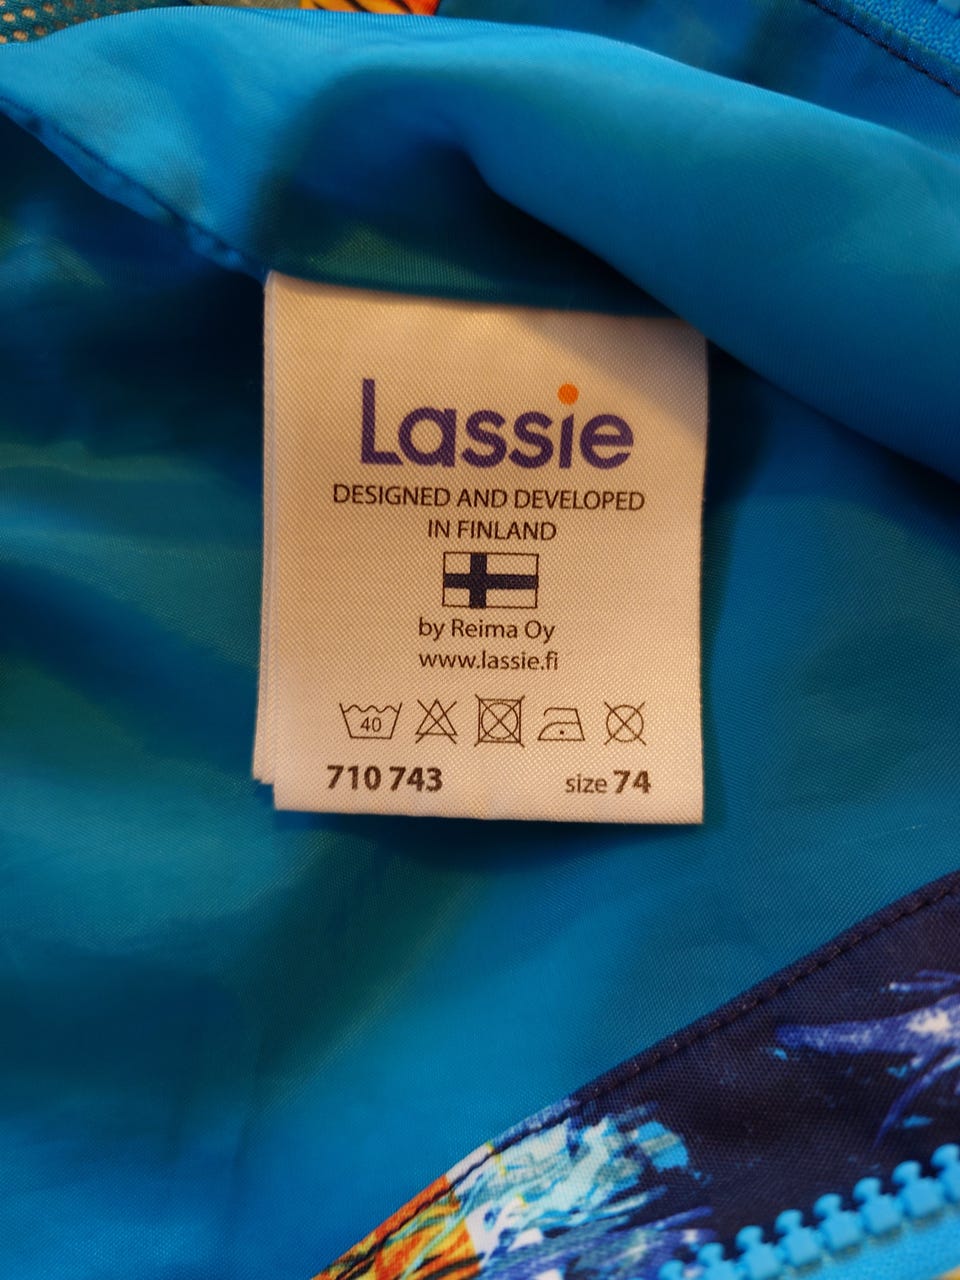 Lassie
DESIGNED AND DEVELOPED
IN FINLAND
by Reima Oy
www.lassie.fi
40
710 743 size 74